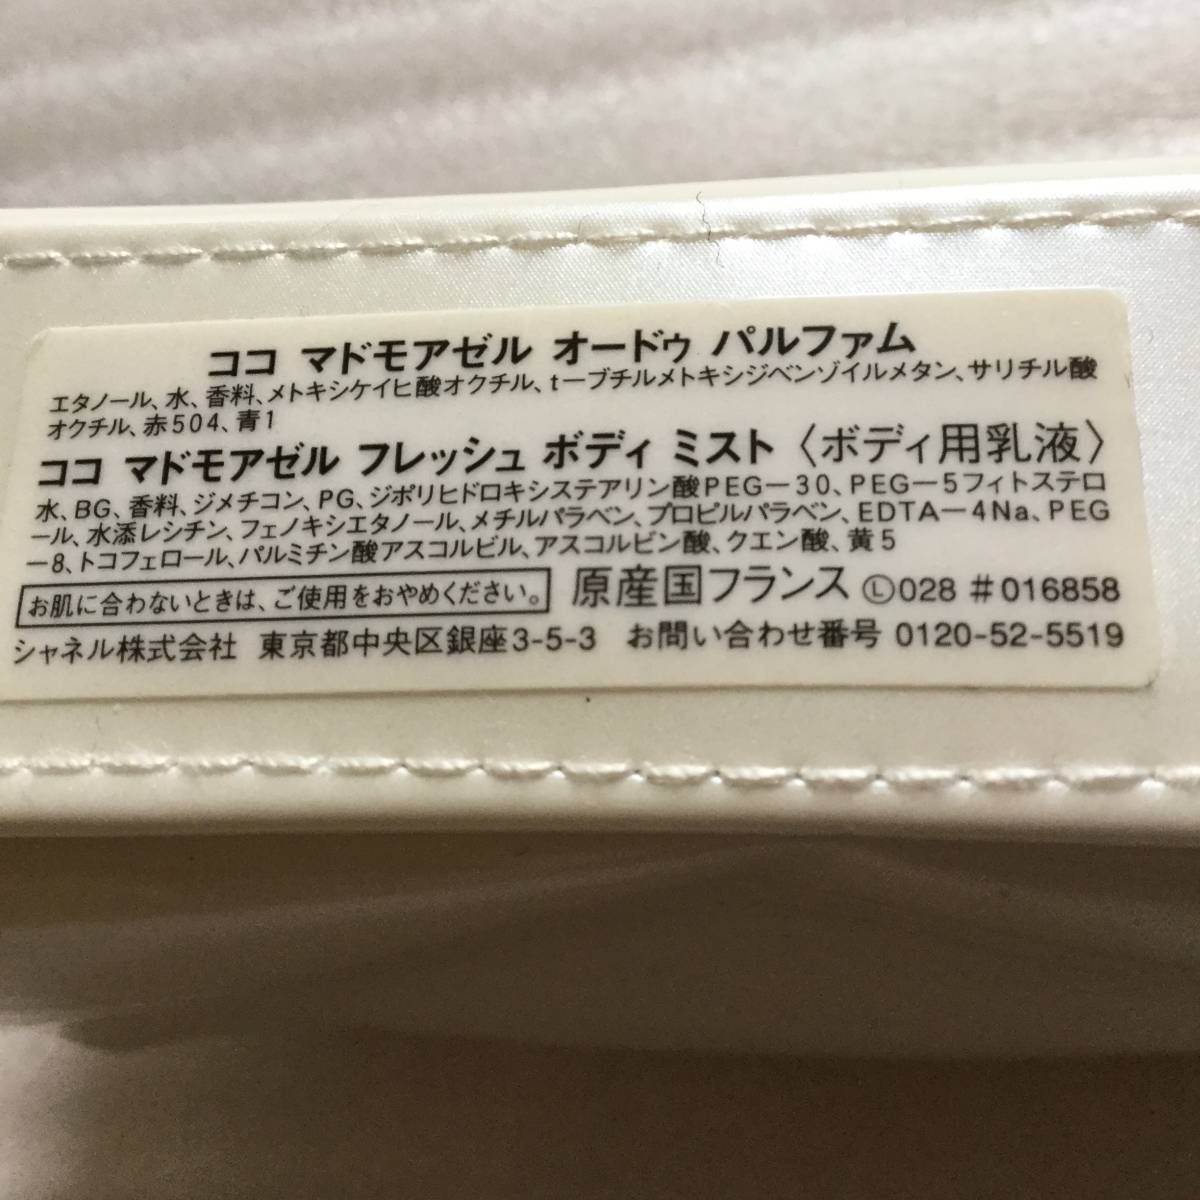 ココ マドモアゼル オードゥ パルファム
エタノール、水、香料、メトキシケイヒ酸オクチル、t−ブチルメトキシジベンゾイルメタン、サリチル酸
オクチル、赤504、青1
ココ マドモアゼル フレッシュ ボディ ミスト〈ボディ用乳液〉
水、BG、香料、ジメチコン、PG、ジポリヒドロキシステアリン酸PEG−30、PEG−5フィトステロ
ール、水添レシチン、フェノキシエタノール、メチルパラベン、プロピルパラベン、EDTA−4Na、PEG
−8、トコフェロール、パルミチン酸アスコルビル、アスコルビン酸、クエン酸、黄5
お肌に合わないときは、ご使用をおやめください。 原産国フランス Ⓛ028 #016858
シャネル株式会社 東京都中央区銀座3-5-3 お問い合わせ番号 0120-52-5519